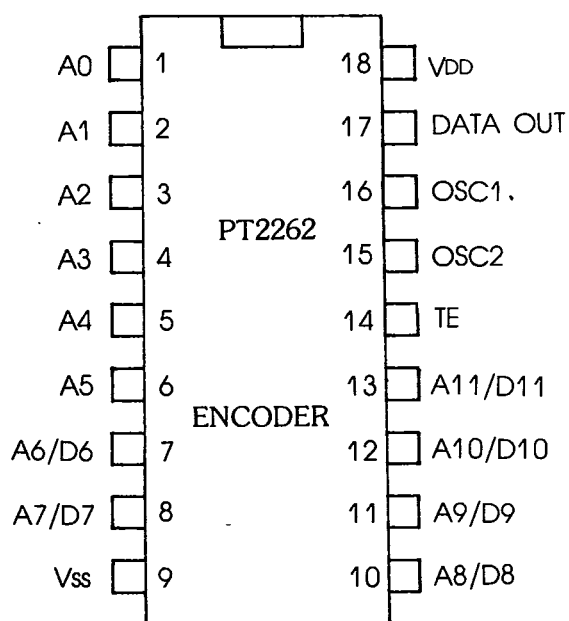 A0 1 18 VDD
A1 2 17 DATA OUT
A2 3 16 OSC1.
PT2262
A3 4 15 OSC2
A4 5 14 TE
A5 6 13 A11/D11
ENCODER
A6/D6 7 12 A10/D10
A7/D7 8 11 A9/D9
Vss 9 10 A8/D8